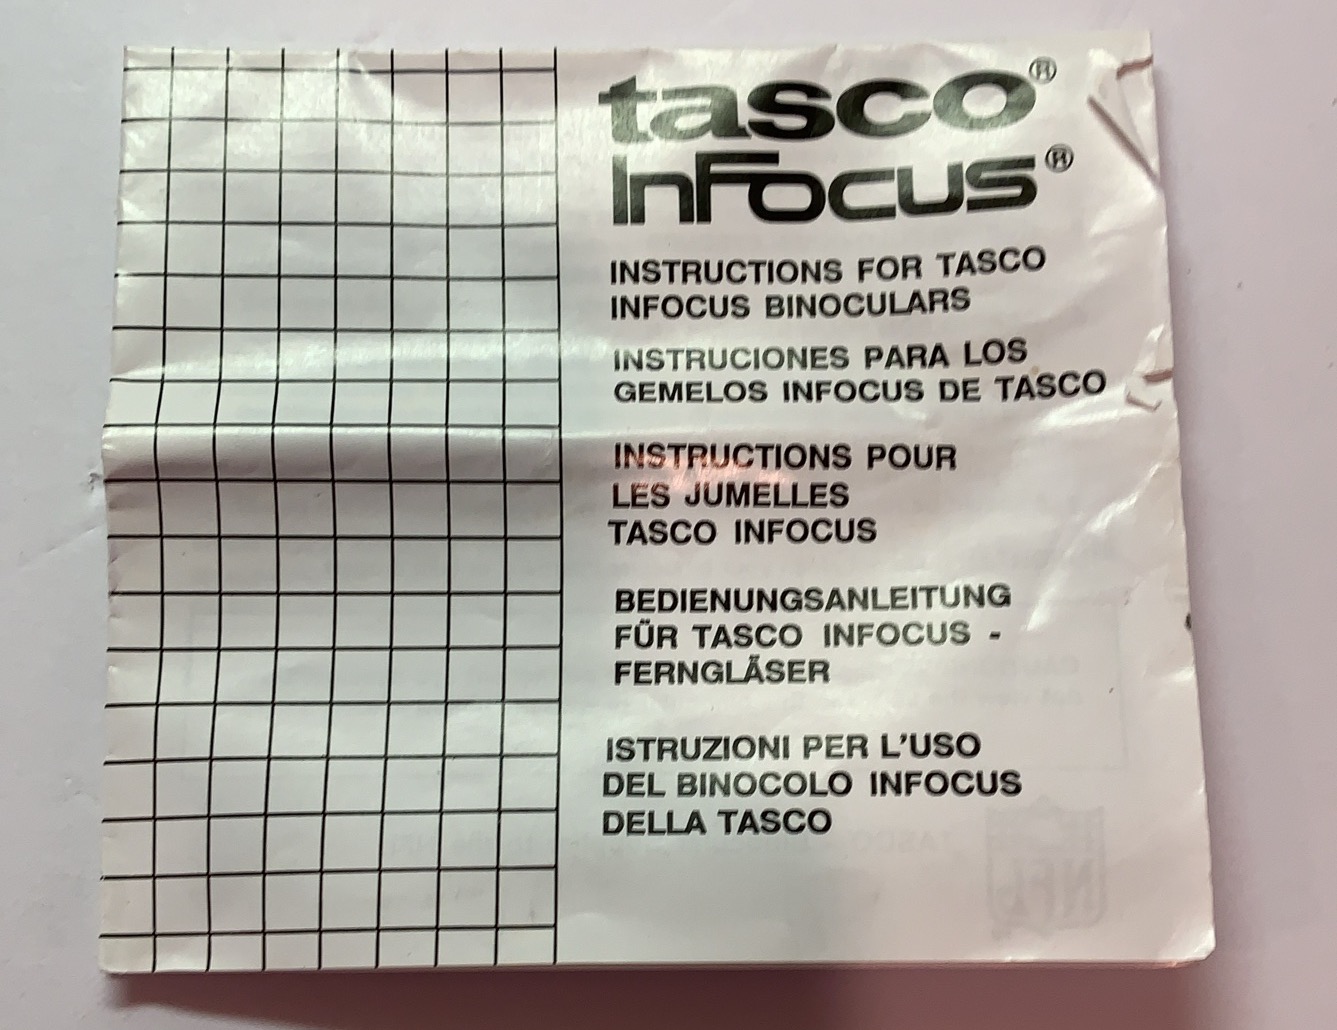 tasco®
InFocus®
INSTRUCTIONS FOR TASCO
INFOCUS BINOCULARS
INSTRUCIONES PARA LOS
GEMELOS INFOCUS DE TASCO
INSTRUCTIONS POUR
LES JUMELLES
TASCO INFOCUS
BEDIENUNGSANLEITUNG
FÜR TASCO INFOCUS -
FERNGLÄSER
ISTRUZIONI PER L'USO
DEL BINOCOLO INFOCUS
DELLA TASCO
NFL